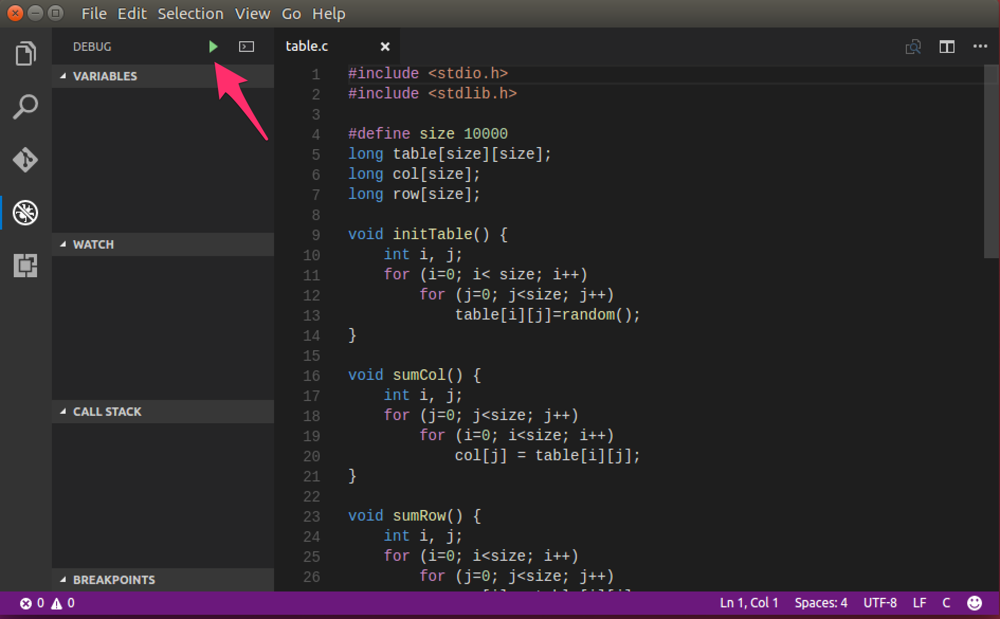 File Edit Selection View Go Help
DEBUG
VARIABLES
WATCH
CALL STACK
BREAKPOINTS
table.c
1 #include <stdio.h>
2 #include <stdlib.h>
3
4 #define size 10000
5 long table[size][size];
6 long col[size];
7 long row[size];
8
9 void initTable() {
10     int i, j;
11     for (i=0; i< size; i++)
12         for (j=0; j<size; j++)
13             table[i][j]=random();
14 }
15
16 void sumCol() {
17     int i, j;
18     for (j=0; j<size; j++)
19         for (i=0; i<size; i++)
20             col[j] = table[i][j];
21 }
22
23 void sumRow() {
24     int i, j;
25     for (i=0; i<size; i++)
26         for (j=0; j<size; j++)
0 0 Ln 1, Col 1 Spaces: 4 UTF-8 LF C